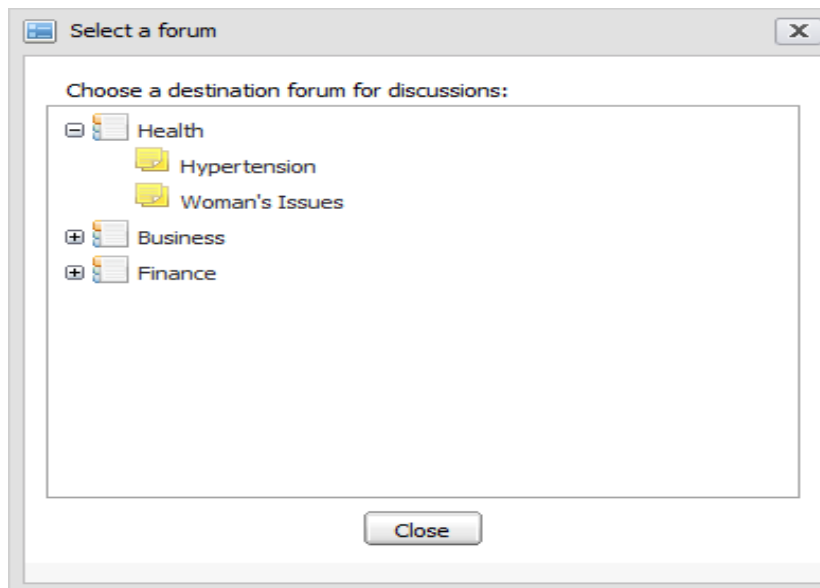 Select a forum
Choose a destination forum for discussions:
Health
Hypertension
Woman's Issues
Business
Finance
Close